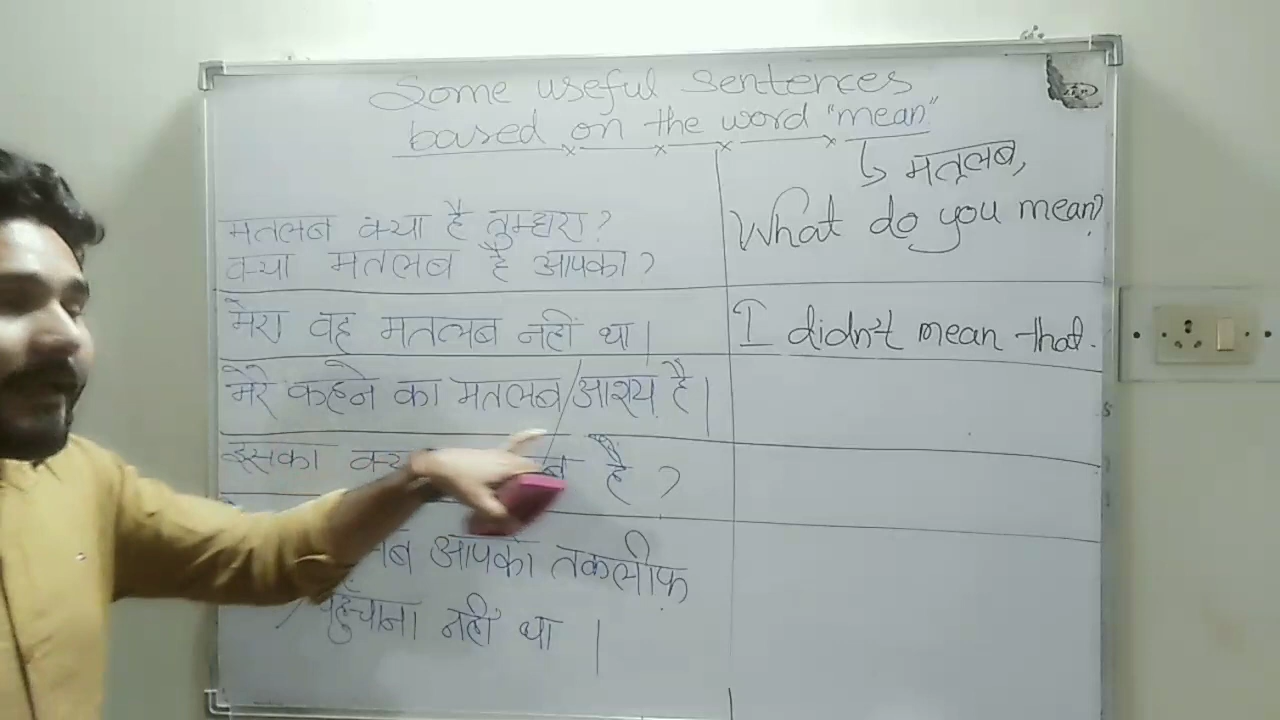 Some useful sentences
based on the word "mean"
↳ मतलब,
मतलब क्या है तुम्हारा?
क्या मतलब है आपका?
What do you mean?
मेरा वह मतलब नहीं था।
I didn't mean that.
मेरे कहने का मतलब/आशय है।
इसका है?
आपको तकलीफ़
पहुँचाना नहीं था।